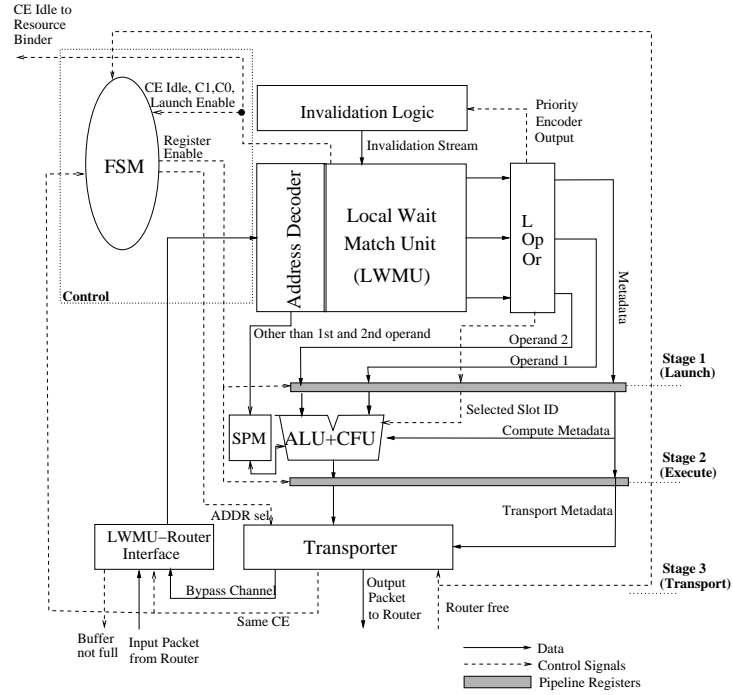 CE Idle to
Resource
Binder
CE Idle, C1,C0,
Launch Enable
Register
Enable
FSM
Control
Invalidation Logic
Invalidation Stream
Priority
Encoder
Output
Address Decoder
Local Wait
Match Unit
(LWMU)
L
Op
Or
Metadata
Other than 1st and 2nd operand
Operand 2
Operand 1
Stage 1
(Launch)
Selected Slot ID
SPM
ALU+CFU
Compute Metadata
Stage 2
(Execute)
Transport Metadata
ADDR sel
LWMU−Router
Interface
Transporter
Bypass Channel
Same CE
Output
Packet
to Router
Router free
Stage 3
(Transport)
Buffer
not full
Input Packet
from Router
Data
Control Signals
Pipeline Registers